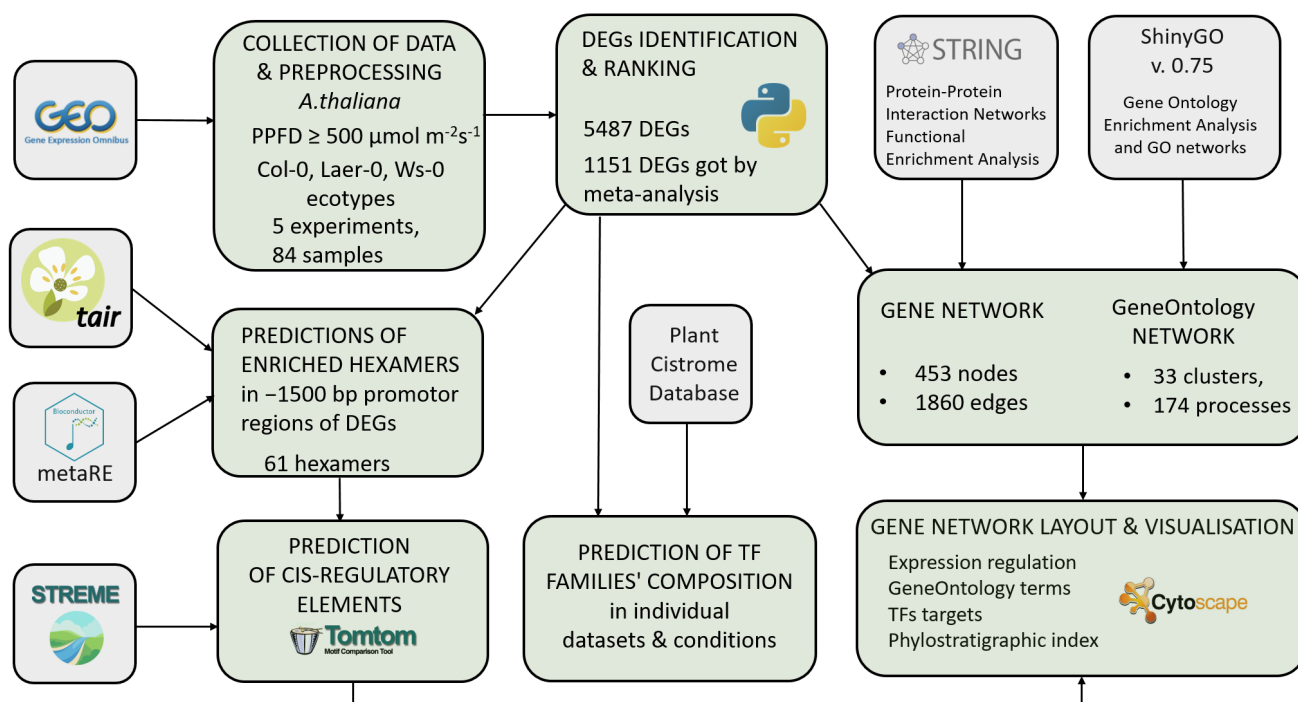 GEO
Gene Expression Omnibus
COLLECTION OF DATA
& PREPROCESSING
A.thaliana
PPFD ≥ 500 μmol m⁻²s⁻¹
Col-0, Laer-0, Ws-0
ecotypes
5 experiments,
84 samples
DEGs IDENTIFICATION
& RANKING
5487 DEGs
1151 DEGs got by
meta-analysis
STRING
Protein-Protein
Interaction Networks
Functional
Enrichment Analysis
ShinyGO
v. 0.75
Gene Ontology
Enrichment Analysis
and GO networks
tair
Bioconductor
metaRE
PREDICTIONS OF
ENRICHED HEXAMERS
in −1500 bp promotor
regions of DEGs
61 hexamers
Plant
Cistrome
Database
GENE NETWORK
• 453 nodes
• 1860 edges
GeneOntology
NETWORK
• 33 clusters,
• 174 processes
STREME
PREDICTION
OF CIS-REGULATORY
ELEMENTS
Tomtom
Motif Comparison Tool
PREDICTION OF TF
FAMILIES' COMPOSITION
in individual
datasets & conditions
GENE NETWORK LAYOUT & VISUALISATION
Expression regulation
GeneOntology terms
TFs targets
Phylostratigraphic index
Cytoscape